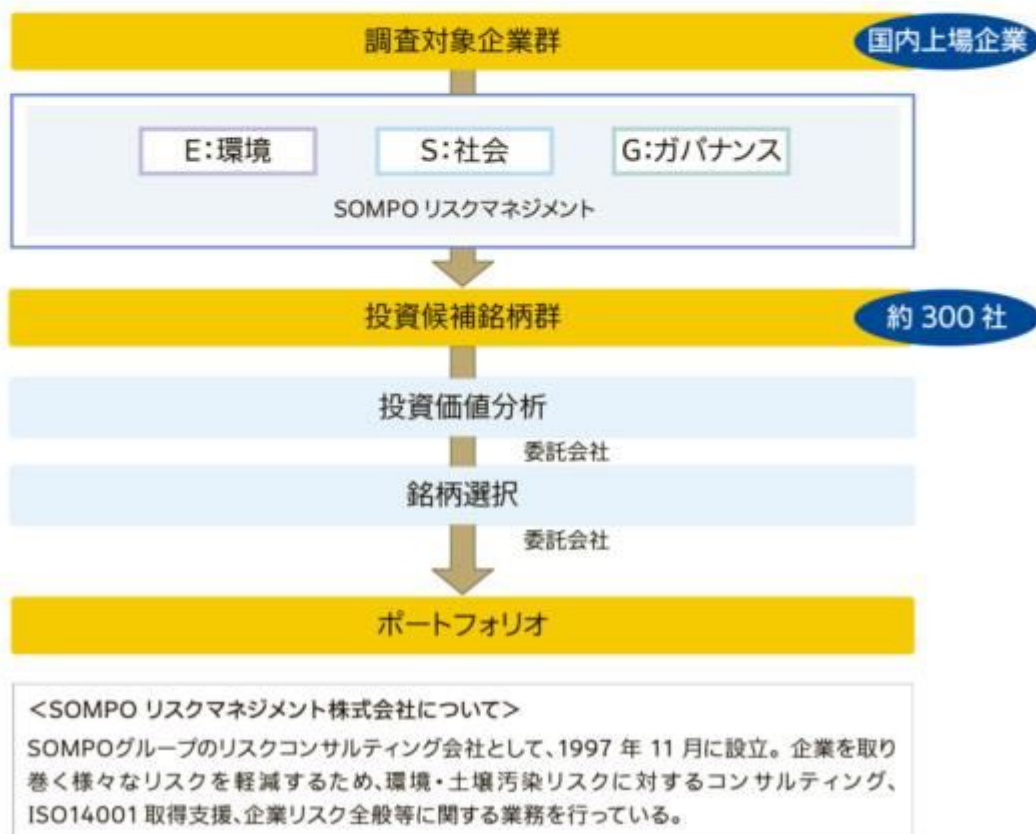 調査対象企業群
国内上場企業
E:環境
S:社会
G:ガバナンス
SOMPO リスクマネジメント
投資候補銘柄群
約 300 社
投資価値分析
委託会社
銘柄選択
委託会社
ポートフォリオ
<SOMPO リスクマネジメント株式会社について>
SOMPOグループのリスクコンサルティング会社として、1997 年 11 月に設立。企業を取り
巻く様々なリスクを軽減するため、環境・土壌汚染リスクに対するコンサルティング、
ISO14001 取得支援、企業リスク全般等に関する業務を行っている。